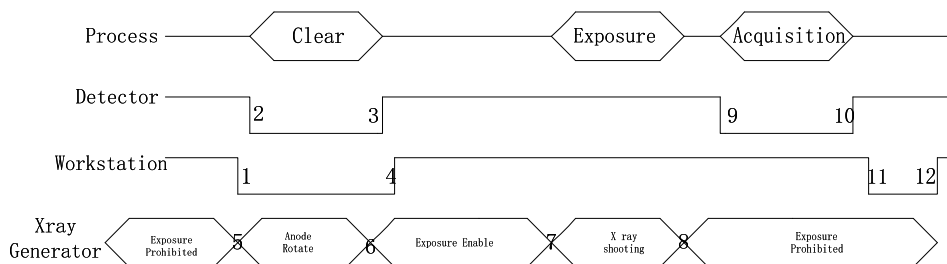 Process
Clear
Exposure
Acquisition
Detector
2
3
9
10
Workstation
1
4
11
12
Xray
Generator
Exposure
Prohibited
5
Anode
Rotate
6
Exposure Enable
7
X ray
shooting
8
Exposure
Prohibited